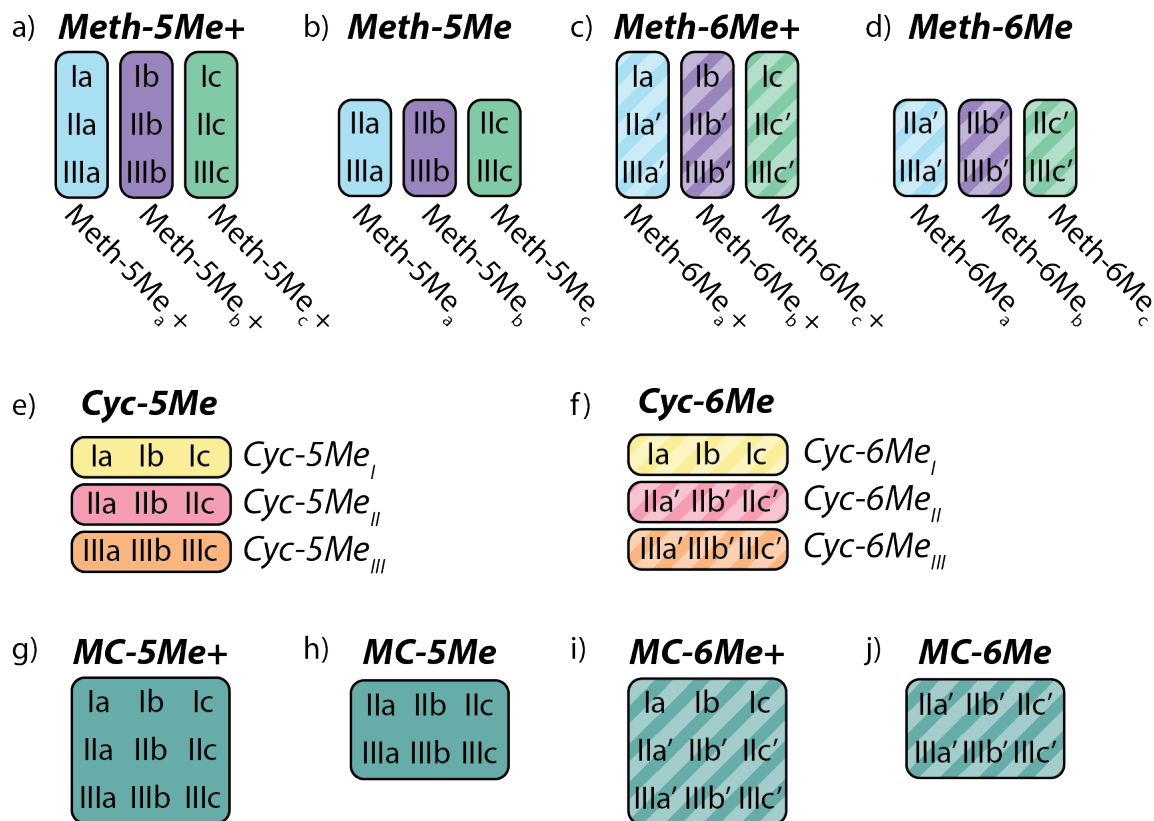 a) Meth-5Me+ b) Meth-5Me c) Meth-6Me+ d) Meth-6Me
Ia Ib Ic Ia Ib Ic
IIa IIb IIc IIa IIb IIc IIa′ IIb′ IIc′ IIa′ IIb′ IIc′
IIIa IIIb IIIc IIIa IIIb IIIc IIIa′ IIIb′ IIIc′ IIIa′ IIIb′ IIIc′
Meth-5Mea + Meth-5Meb + Meth-5Mec + Meth-5Mea Meth-5Meb Meth-5Mec Meth-6Mea + Meth-6Meb + Meth-6Mec + Meth-6Mea Meth-6Meb Meth-6Mec
e) Cyc-5Me f) Cyc-6Me
Ia Ib Ic Cyc-5MeI Ia Ib Ic Cyc-6MeI
IIa IIb IIc Cyc-5MeII IIa′ IIb′ IIc′ Cyc-6MeII
IIIa IIIb IIIc Cyc-5MeIII IIIa′ IIIb′ IIIc′ Cyc-6MeIII
g) MC-5Me+ h) MC-5Me i) MC-6Me+ j) MC-6Me
Ia Ib Ic IIa IIb IIc Ia Ib Ic IIa′ IIb′ IIc′
IIa IIb IIc IIIa IIIb IIIc IIa′ IIb′ IIc′ IIIa′ IIIb′ IIIc′
IIIa IIIb IIIc IIIa′ IIIb′ IIIc′